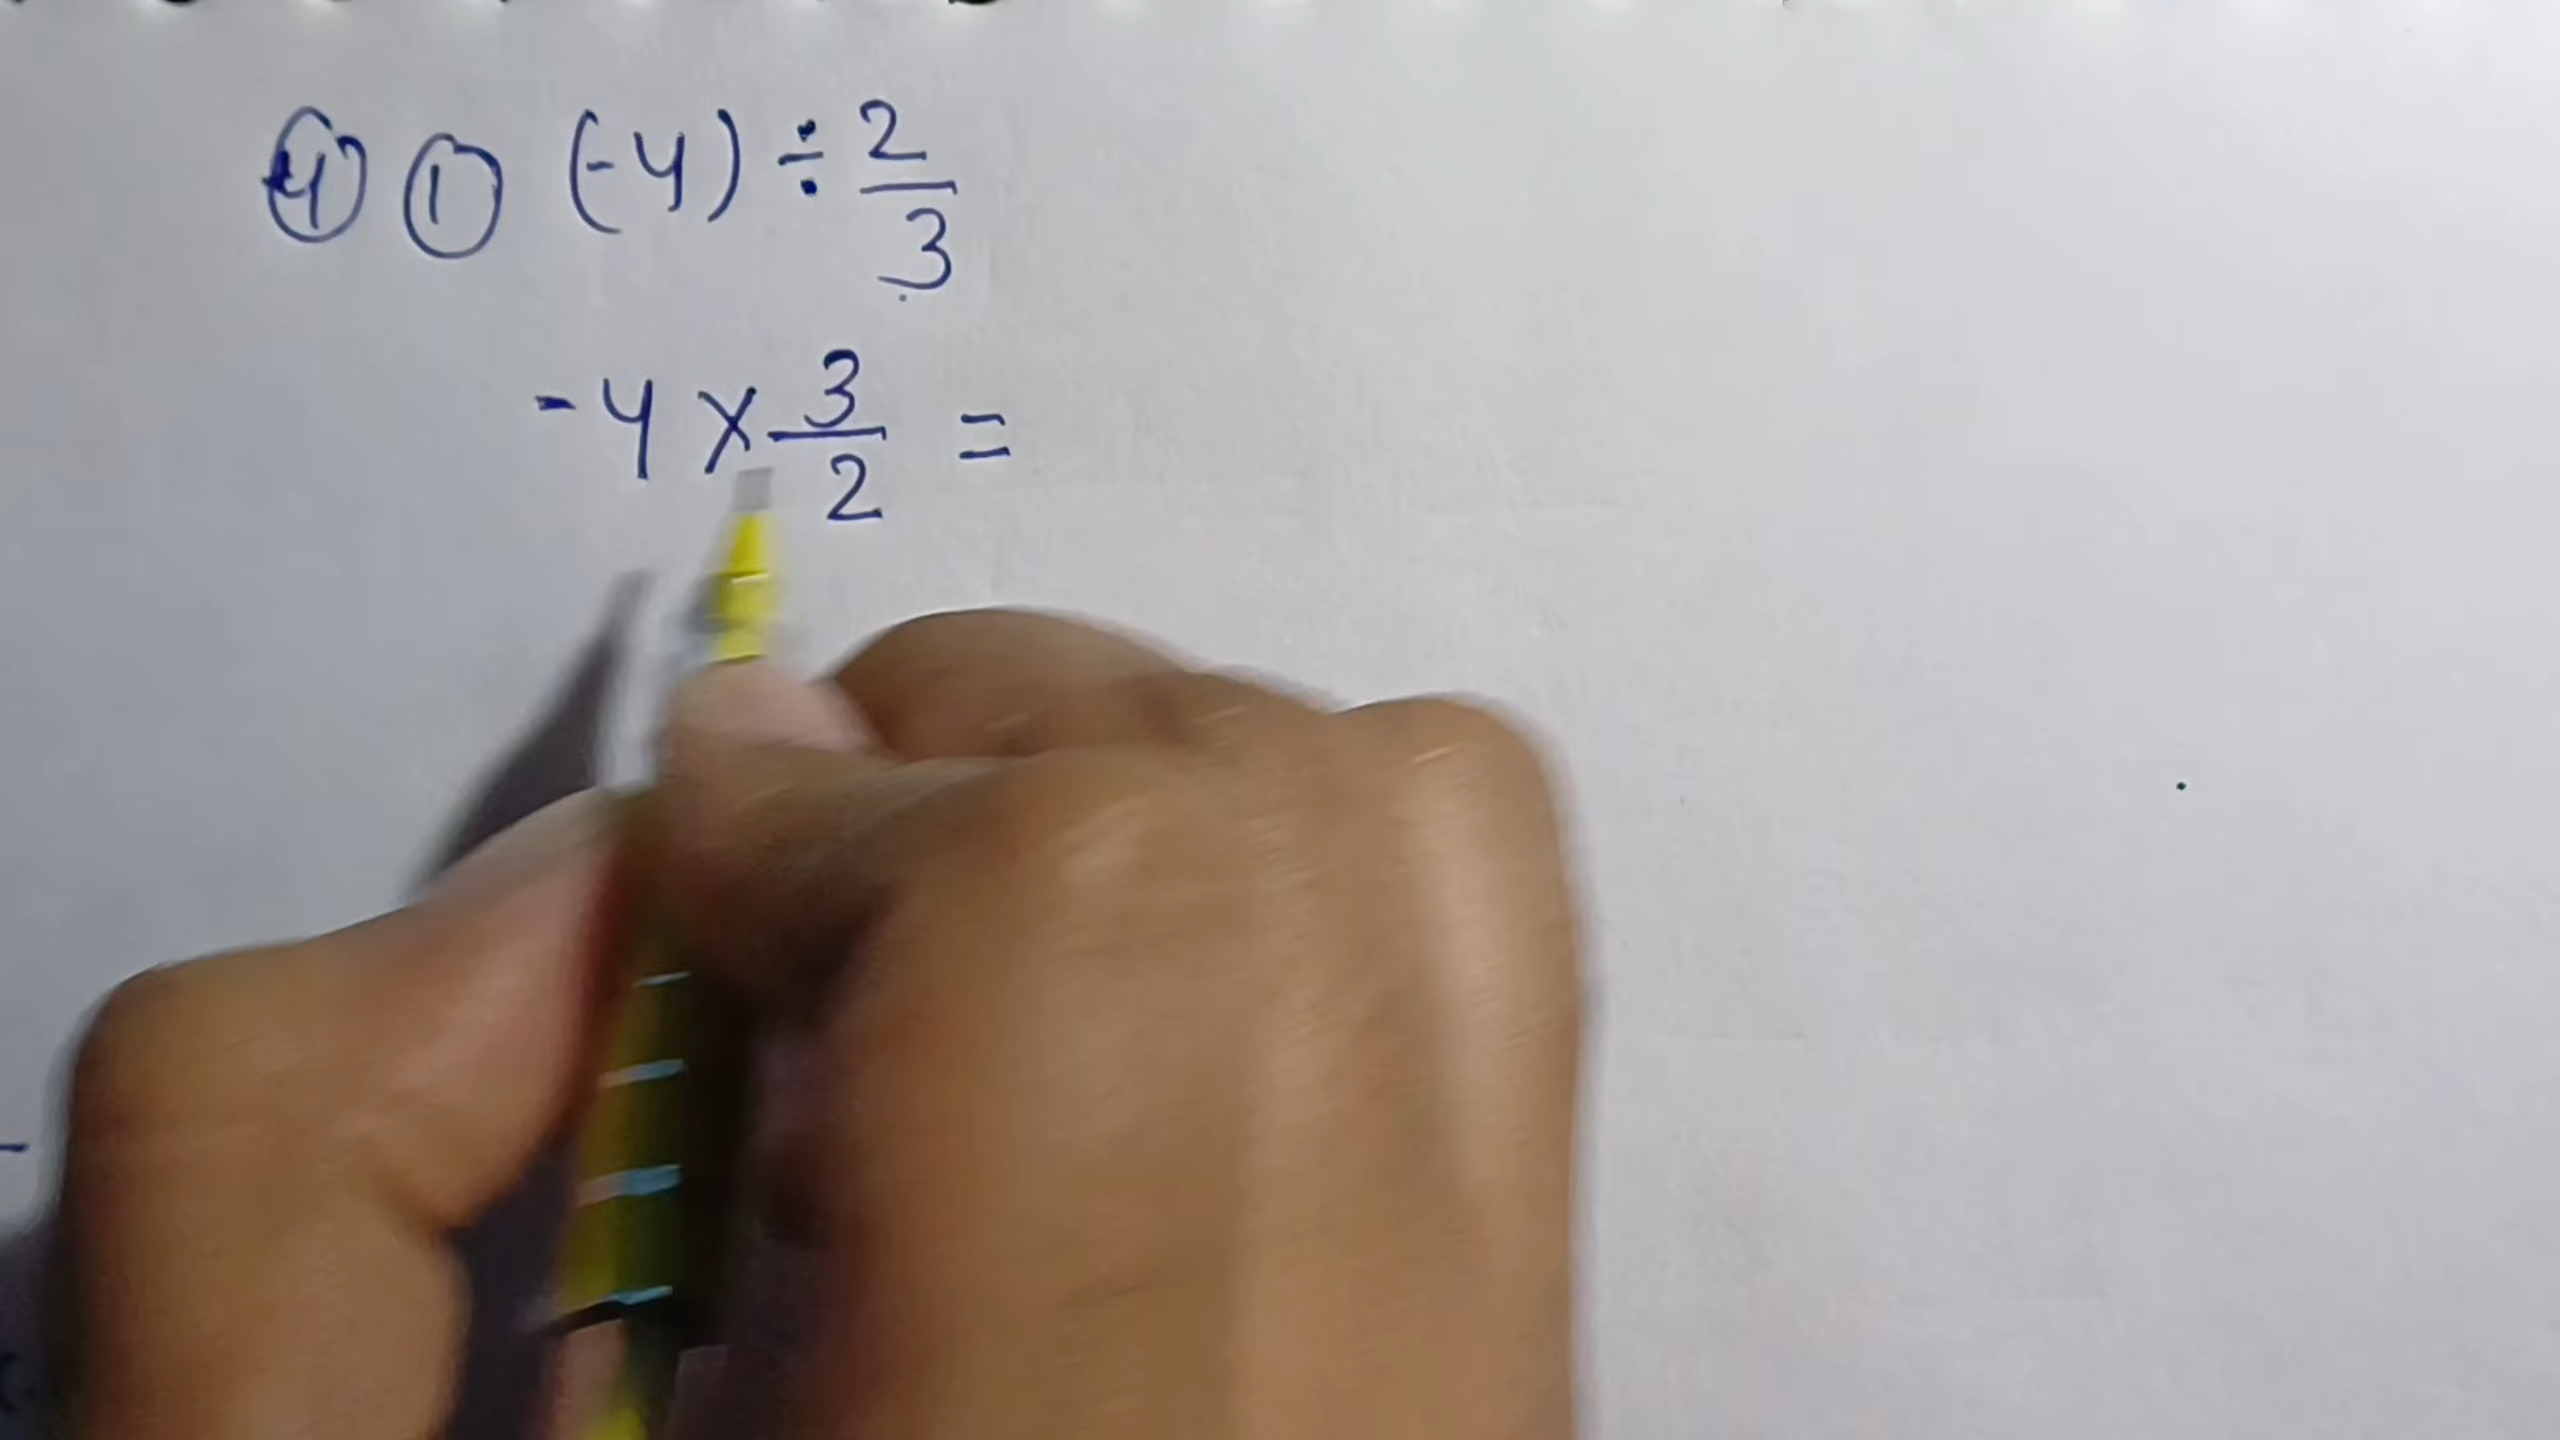 ④ ① (-4) ÷ 2/3
-4 × 3/2 =